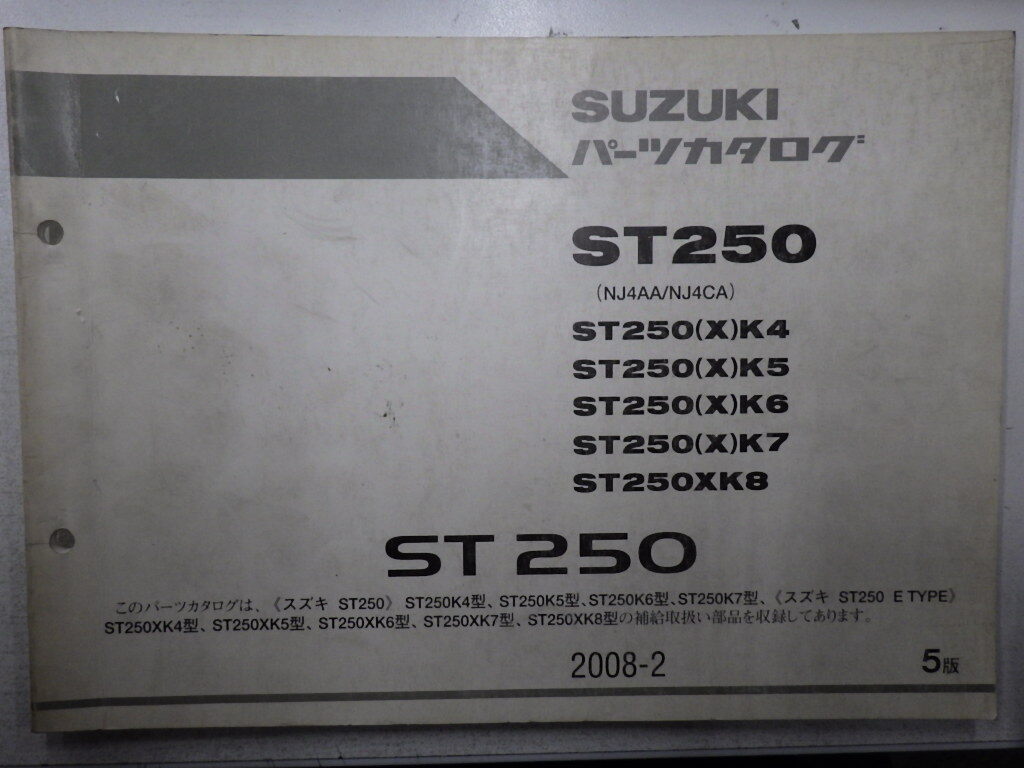 SUZUKI
パーツカタログ
ST250
(NJ4AA/NJ4CA)
ST250(X)K4
ST250(X)K5
ST250(X)K6
ST250(X)K7
ST250XK8
ST 250
このパーツカタログは、《スズキ ST250》 ST250K4型、ST250K5型、ST250K6型、ST250K7型、《スズキ ST250 E TYPE》
ST250XK4型、ST250XK5型、ST250XK6型、ST250XK7型、ST250XK8型の補給取扱い部品を収録してあります。
2008-2 5版